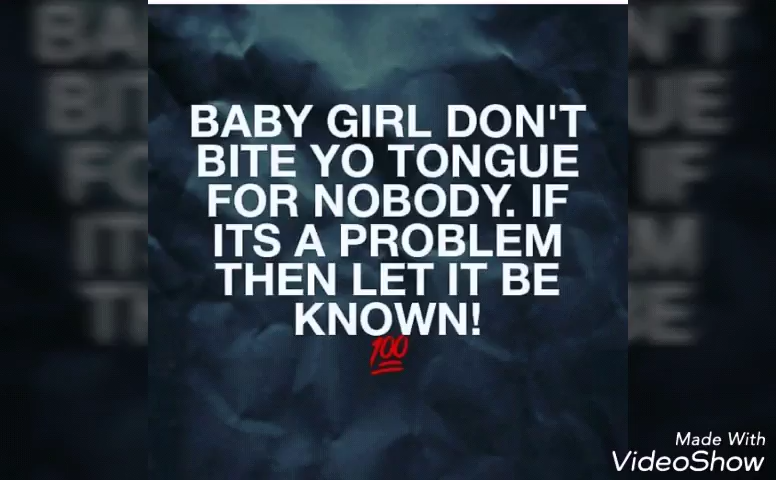 BABY GIRL DON'T
BITE YO TONGUE
FOR NOBODY. IF
ITS A PROBLEM
THEN LET IT BE
KNOWN!
💯
Made With
VideoShow